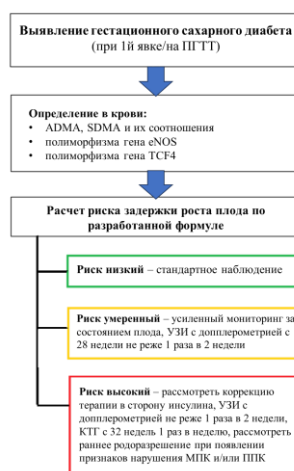 Выявление гестационного сахарного диабета
(при 1й явке/на ПГТТ)
Определение в крови:
• ADMA, SDMA и их соотношения
• полиморфизма гена eNOS
• полиморфизма гена TCF4
Расчет риска задержки роста плода по
разработанной формуле
Риск низкий – стандартное наблюдение
Риск умеренный – усиленный мониторинг за
состоянием плода, УЗИ с допплерометрией с
28 недели не реже 1 раза в 2 недели
Риск высокий – рассмотреть коррекцию
терапии в сторону инсулина, УЗИ с
допплерометрией не реже 1 раза в 2 недели,
КТГ с 32 недель 1 раз в неделю, рассмотреть
раннее родоразрешение при появлении
признаков нарушения МПК и/или ППК